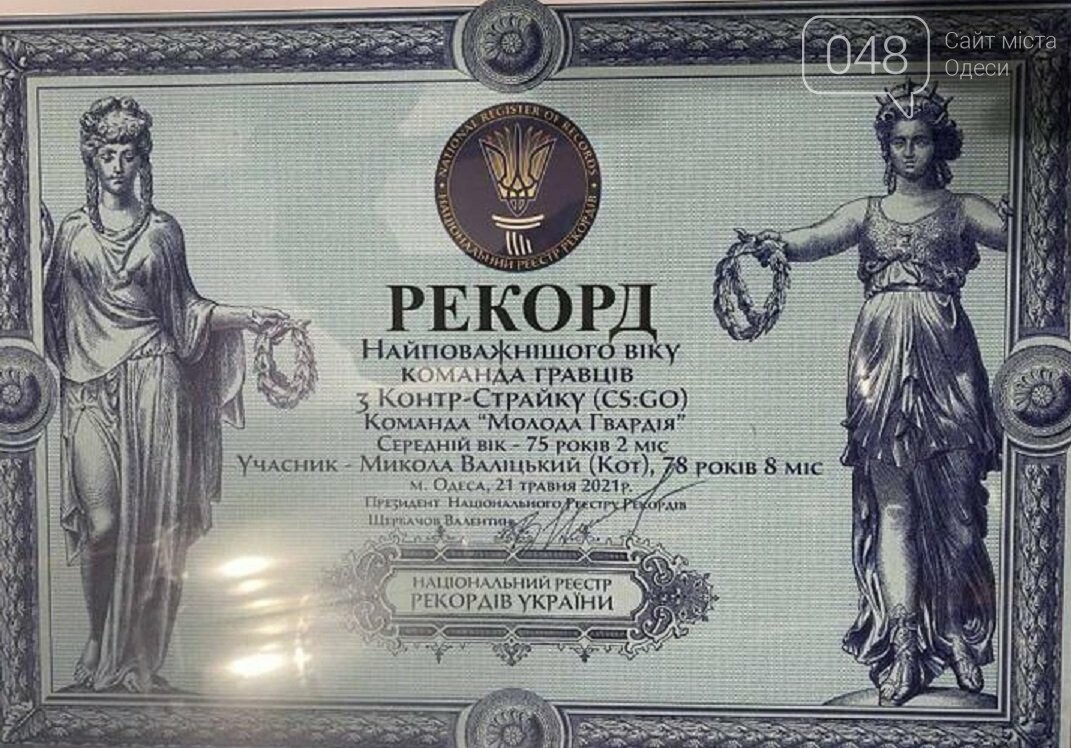 048 Сайт міста
Одеси
NATIONAL REGISTER OF RECORDS
НАЦІОНАЛЬНИЙ РЕЄСТР РЕКОРДІВ
РЕКОРД
Найповажнішого віку
команда гравців
з Контр-Страйку (CS:GO)
Команда "Молода Гвардія"
Середній вік - 75 років 2 міс
Учасник - Микола Валіцький (Кот), 78 років 8 міс
м. Одеса, 21 травня 2021р.
Президент Національного Реєстру Рекордів
Щербачов Валентин
НАЦІОНАЛЬНИЙ РЕЄСТР
РЕКОРДІВ УКРАЇНИ